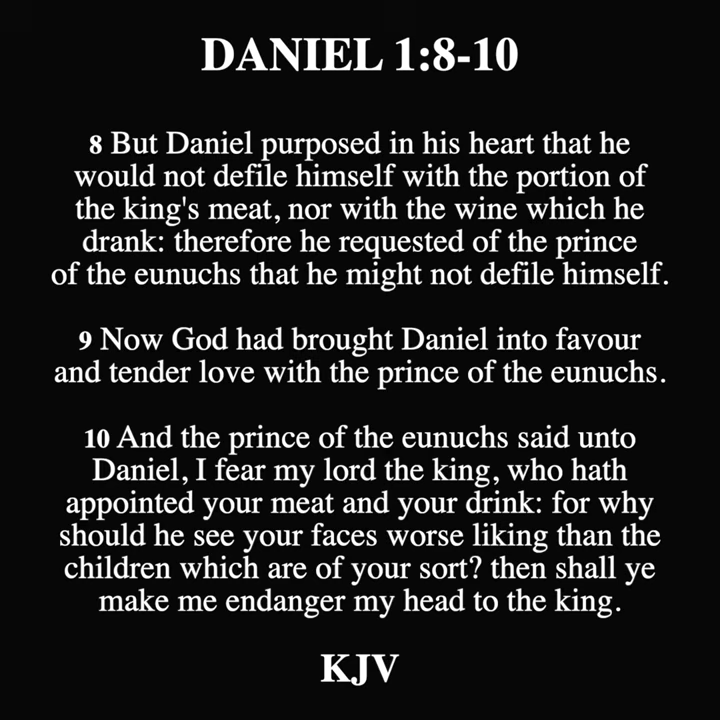 DANIEL 1:8-10
8 But Daniel purposed in his heart that he
would not defile himself with the portion of
the king's meat, nor with the wine which he
drank: therefore he requested of the prince
of the eunuchs that he might not defile himself.
9 Now God had brought Daniel into favour
and tender love with the prince of the eunuchs.
10 And the prince of the eunuchs said unto
Daniel, I fear my lord the king, who hath
appointed your meat and your drink: for why
should he see your faces worse liking than the
children which are of your sort? then shall ye
make me endanger my head to the king.
KJV